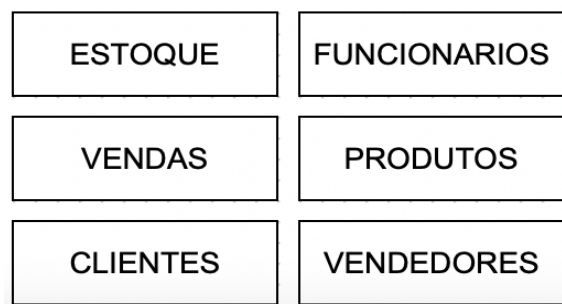 ESTOQUE
FUNCIONARIOS
VENDAS
PRODUTOS
CLIENTES
VENDEDORES